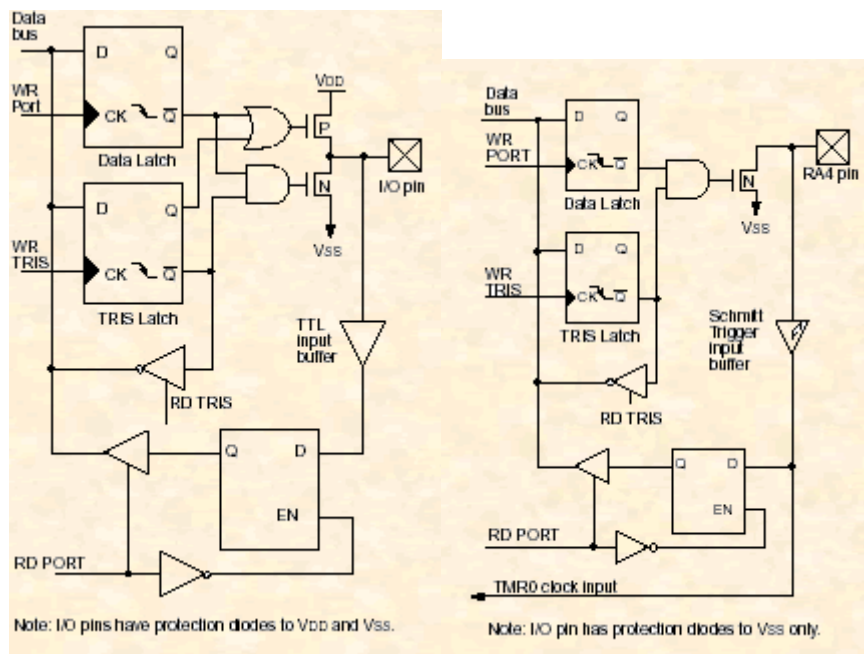 Data
bus
D Q
WR
Port
CK Q
Data Latch
VDD
P
I/O pin
N
VSS
D Q
WR
TRIS
CK Q
TRIS Latch
TTL
input
buffer
RD TRIS
Q D
EN
RD PORT
Note: I/O pins have protection diodes to VDD and VSS.
Data
bus
D Q
WR
PORT
CK Q
Data Latch
N
RA4 pin
VSS
D Q
WR
TRIS
CK Q
TRIS Latch
Schmitt
Trigger
input
buffer
RD TRIS
Q D
EN
RD PORT
TMR0 clock input
Note: I/O pin has protection diodes to VSS only.